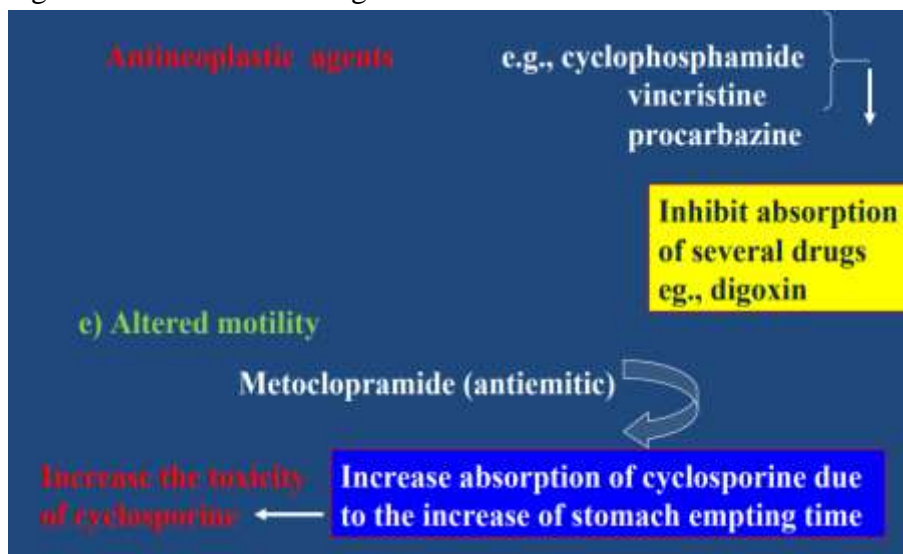 Antineoplastic agents e.g., cyclophosphamide
vincristine
procarbazine
Inhibit absorption
of several drugs
eg., digoxin
e) Altered motility
Metoclopramide (antiemitic)
Increase the toxicity
of cyclosporine
Increase absorption of cyclosporine due
to the increase of stomach empting time